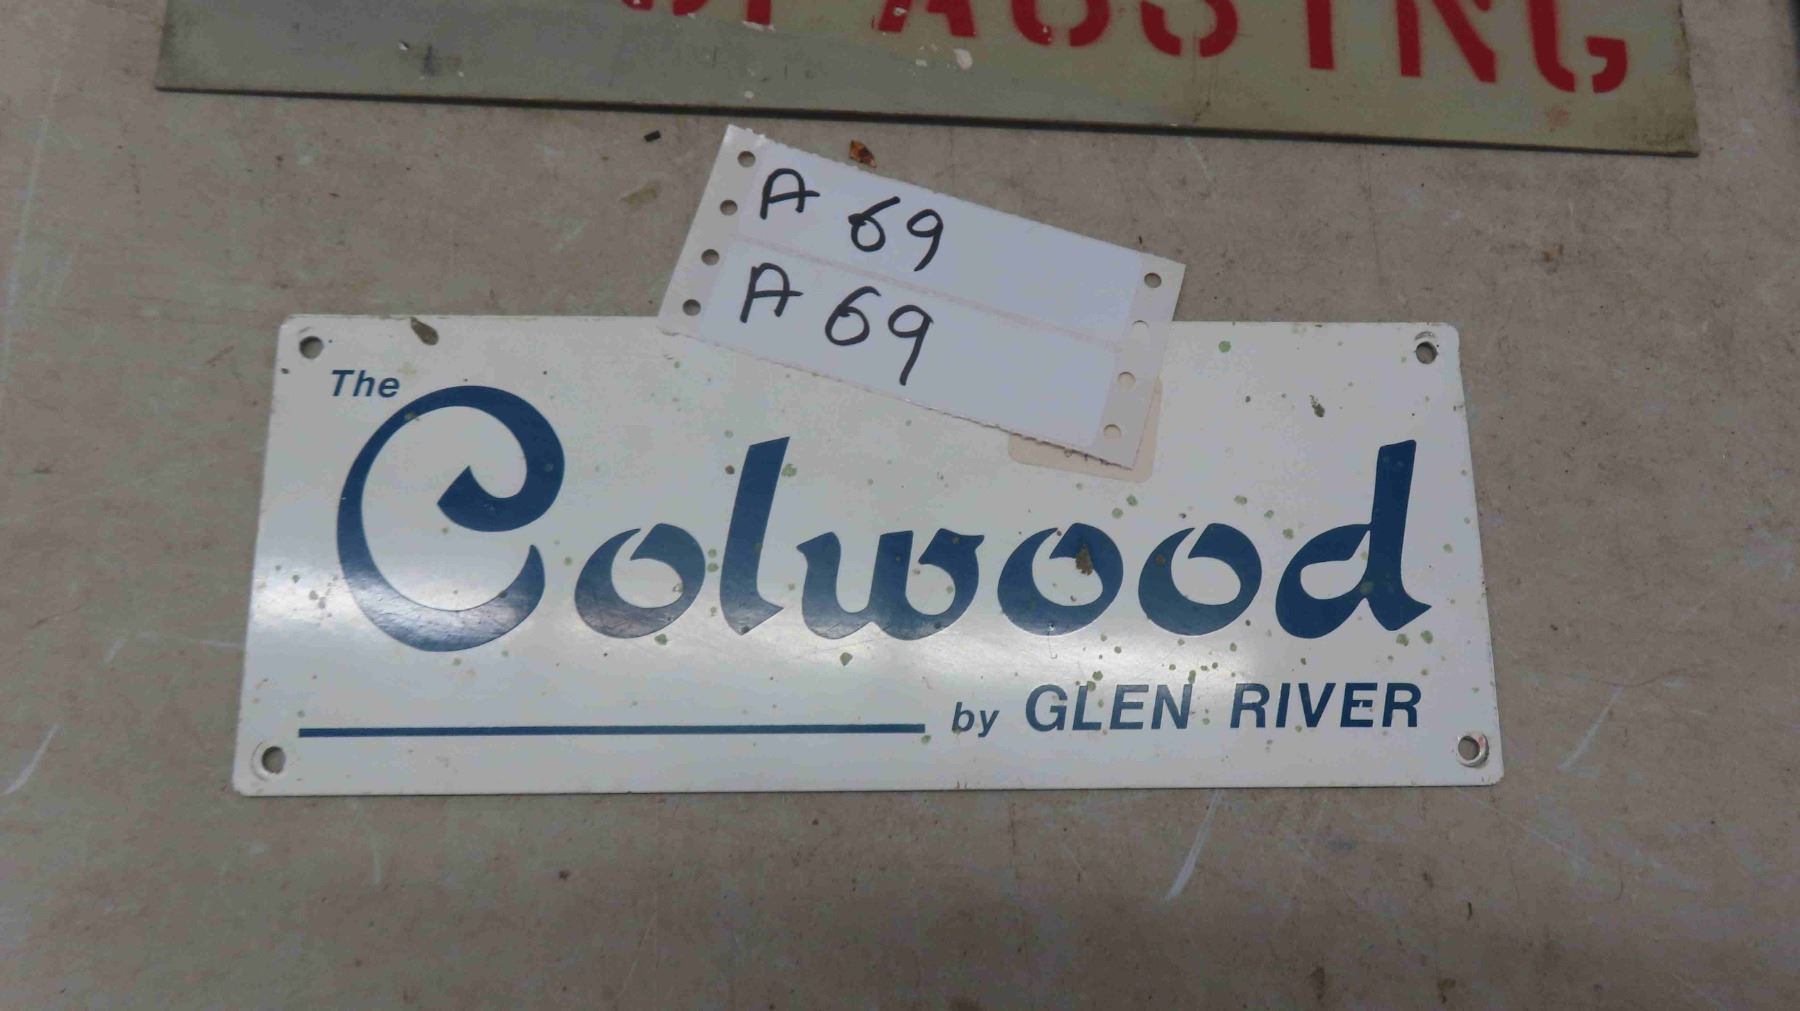 A 69
A 69
The
Colwood
by GLEN RIVER